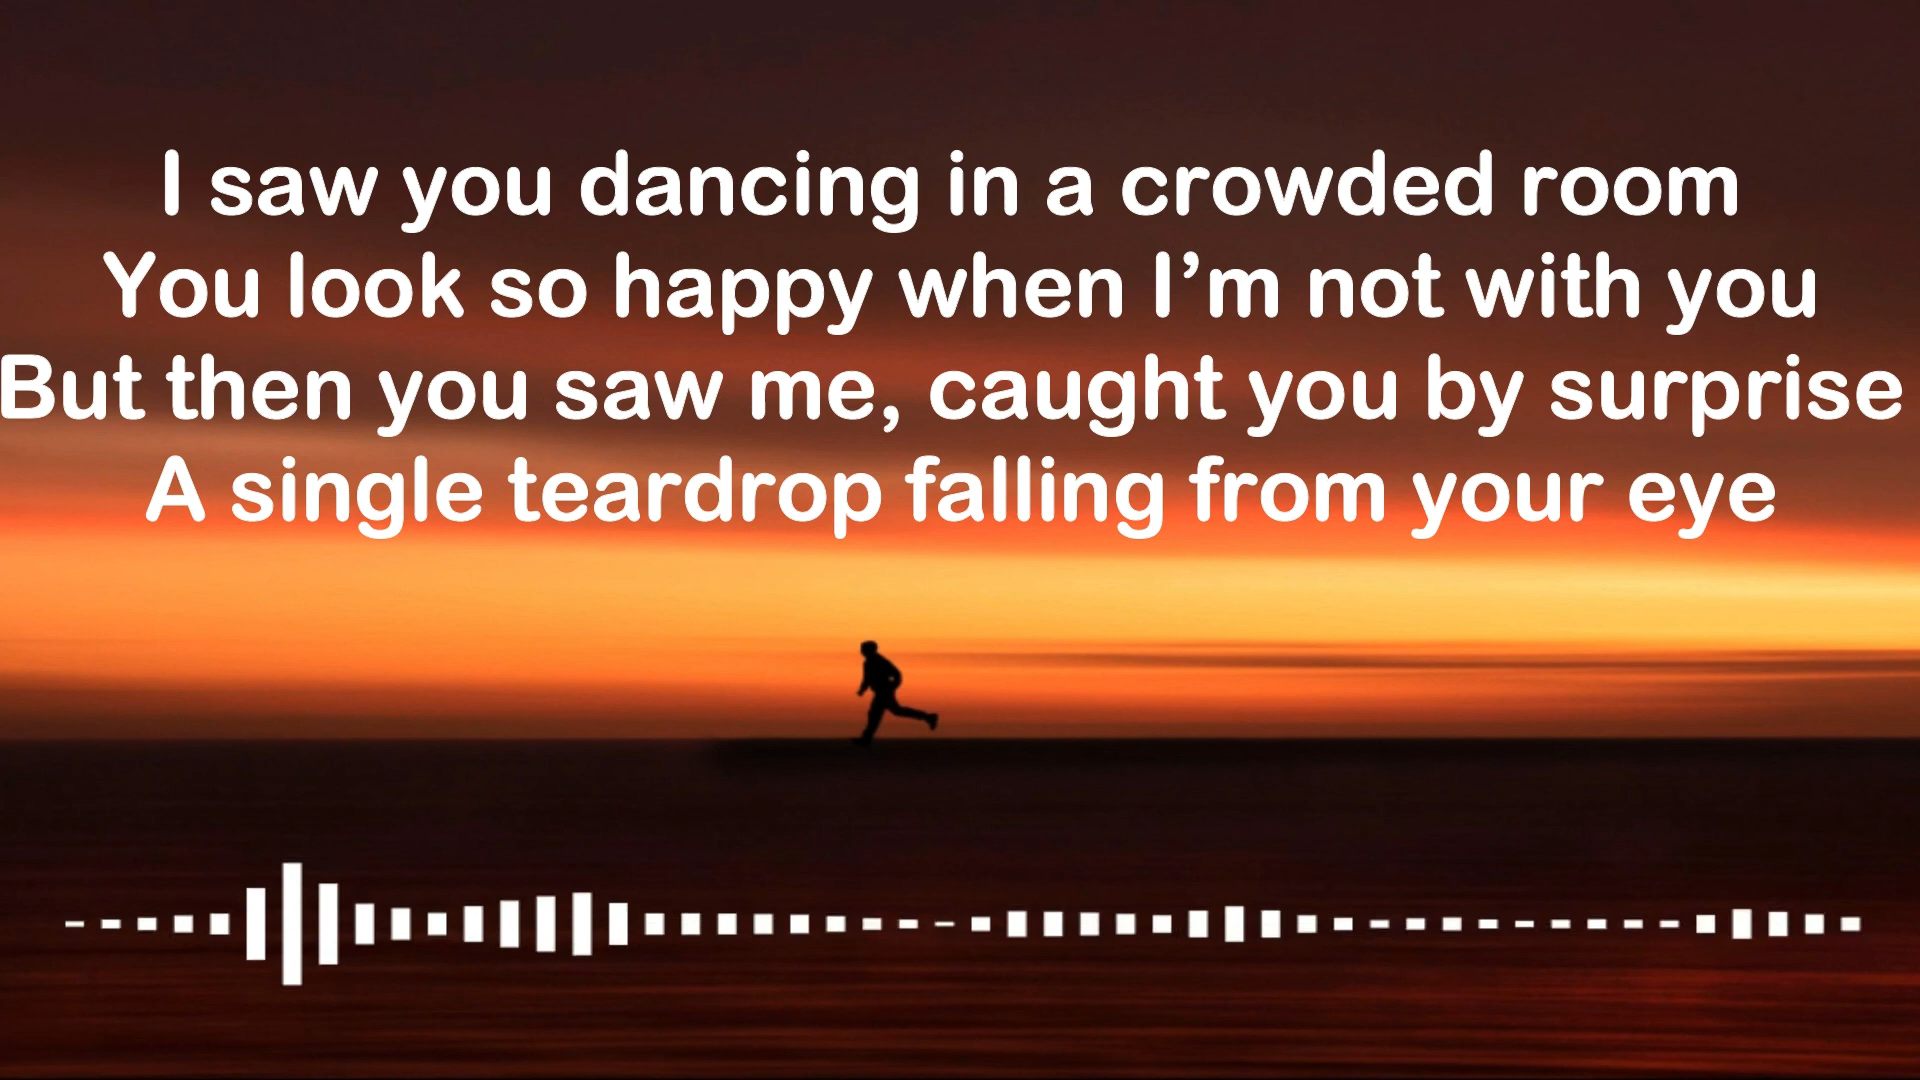 I saw you dancing in a crowded room
You look so happy when I’m not with you
But then you saw me, caught you by surprise
A single teardrop falling from your eye